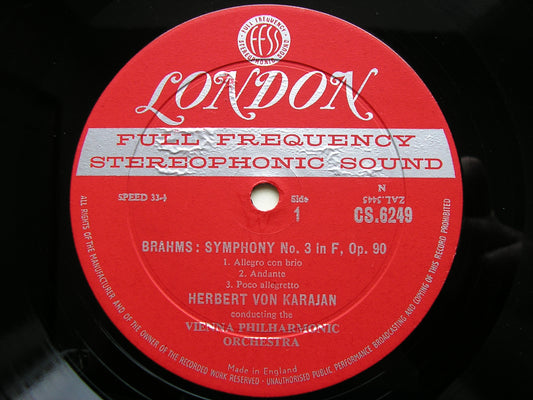 FULL FREQUENCY
STEREOPHONIC SOUND
FFSS
LONDON
FULL FREQUENCY
STEREOPHONIC SOUND
SPEED 33⅓
Side
1
ZAL.5445
N
CS.6249
BRAHMS : SYMPHONY No. 3 in F, Op. 90
1. Allegro con brio
2. Andante
3. Poco allegretto
HERBERT VON KARAJAN
conducting the
VIENNA PHILHARMONIC
ORCHESTRA
Made in England
ALL RIGHTS OF THE MANUFACTURER AND OF THE OWNER OF THE RECORDED WORK RESERVED - UNAUTHORISED PUBLIC PERFORMANCE BROADCASTING AND COPYING OF THIS RECORD PROHIBITED